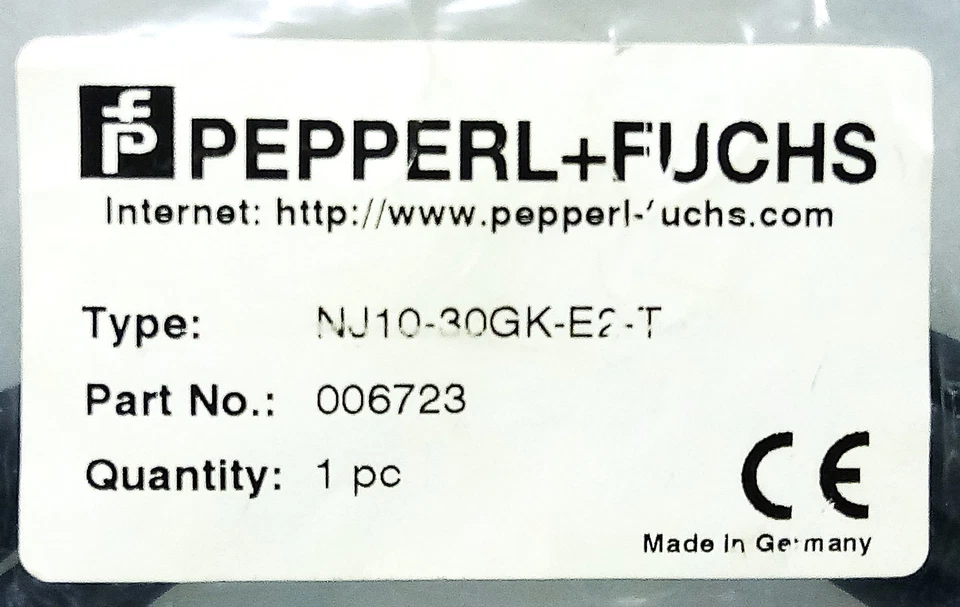 PEPPERL+FUCHS
Internet: http://www.pepperl-fuchs.com
Type: NJ10-30GK-E2-T
Part No.: 006723
Quantity: 1 pc
CE
Made in Germany